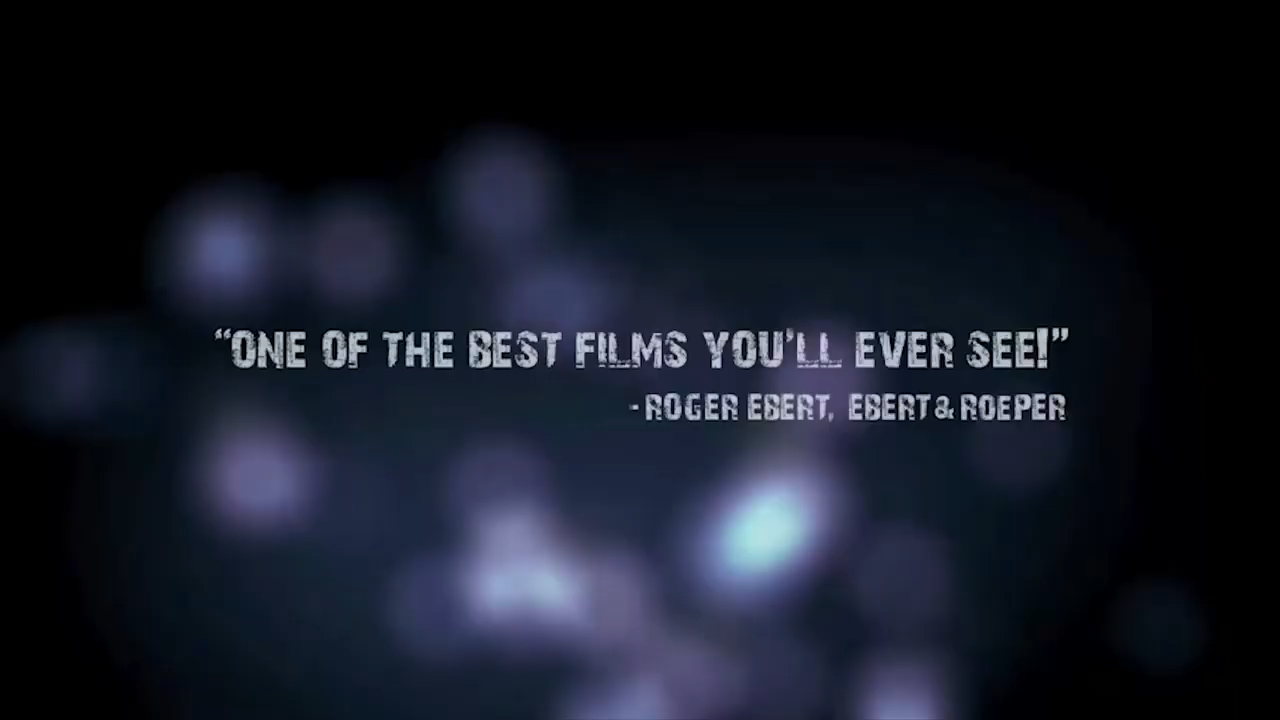 “ONE OF THE BEST FILMS YOU’LL EVER SEE!”
- ROGER EBERT, EBERT & ROEPER